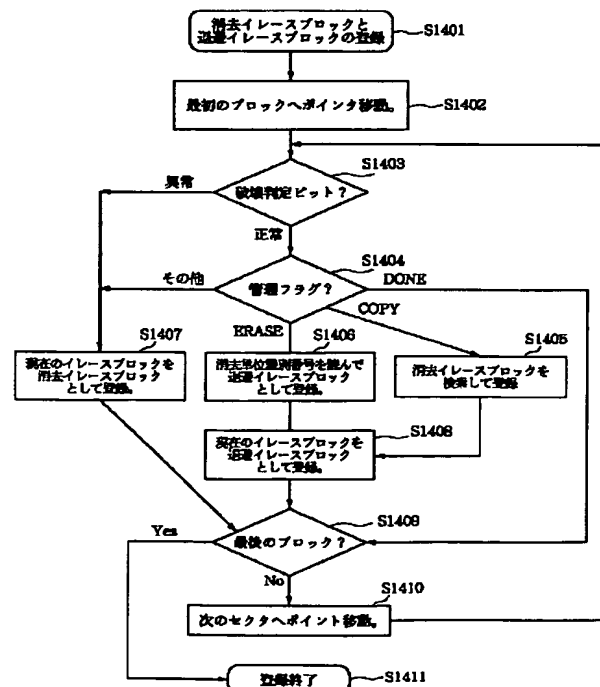 消去イレースブロックと
退避イレースブロックの登録
S1401
最初のブロックへポインタ移動。
S1402
破壊判定ビット?
S1403
異常
正常
管理フラグ?
S1404
その他
DONE
COPY
ERASE
S1407
現在のイレースブロックを
消去イレースブロック
として登録。
S1406
消去単位識別番号を読んで
退避イレースブロック
として登録。
S1405
消去イレースブロックを
検索して登録
S1408
現在のイレースブロックを
退避イレースブロック
として登録。
最後のブロック?
S1409
Yes
No
S1410
次のセクタへポイント移動。
登録終了
S1411